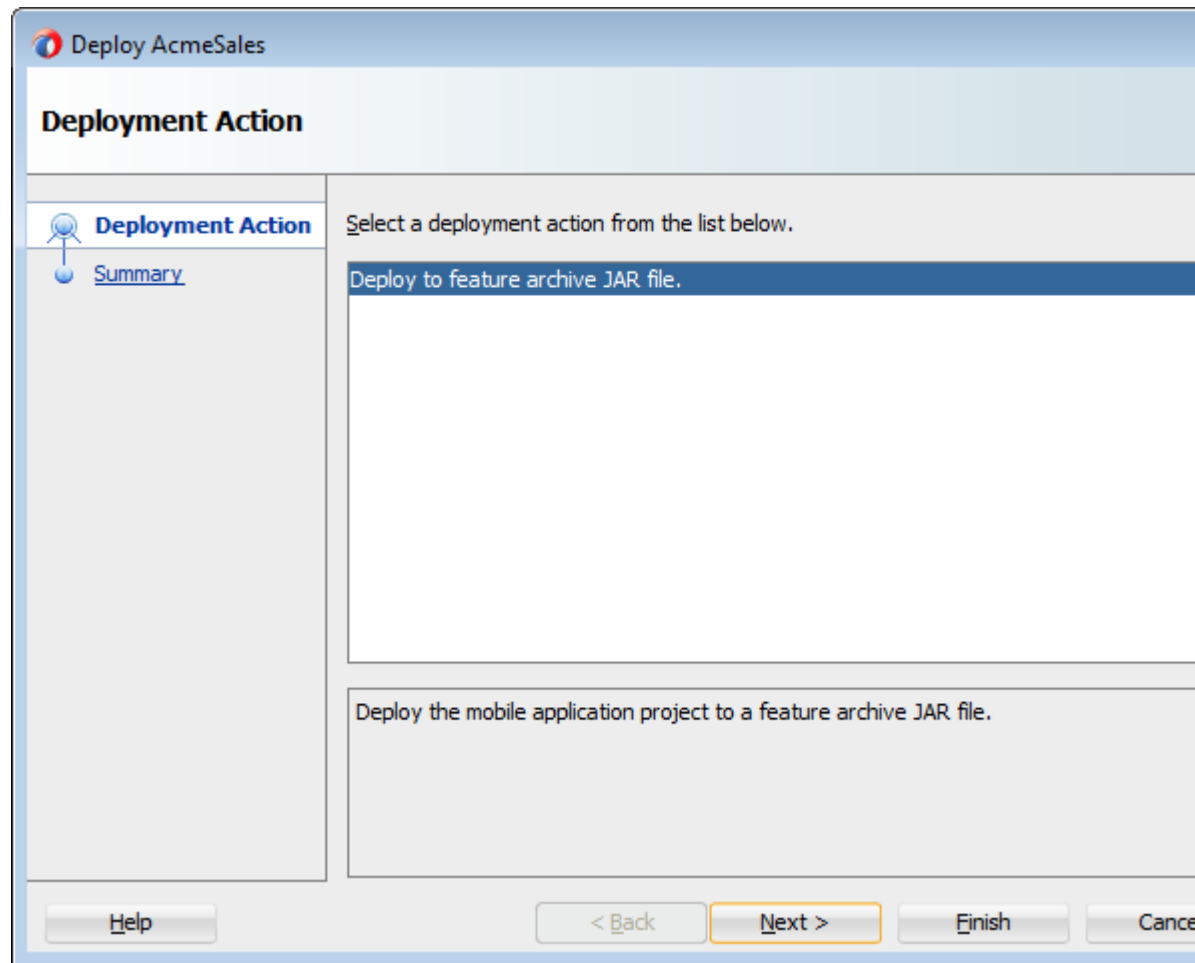 Deploy AcmeSales
Deployment Action
Deployment Action
Summary
Select a deployment action from the list below.
Deploy to feature archive JAR file.
Deploy the mobile application project to a feature archive JAR file.
Help
< Back
Next >
Finish
Cance